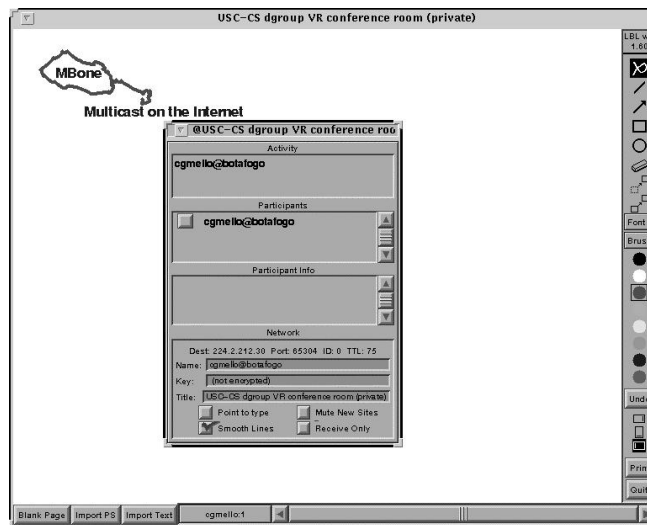 USC-CS dgroup VR conference room (private)
LBL w
1.60
MBone
Multicast on the Internet
@USC-CS dgroup VR conference roo
Activity
cgmello@botafogo
Participants
cgmello@botafogo
Participant Info
Network
Dest: 224.2.212.30 Port: 65304 ID: 0 TTL: 75
Name: cgmello@botafogo
Key: (not encrypted)
Title: USC-CS dgroup VR conference room (private)
Point to type Mute New Sites
Smooth Lines Receive Only
Font
Brus
Undo
Prin
Quit
Blank Page Import PS Import Text cgmello:1